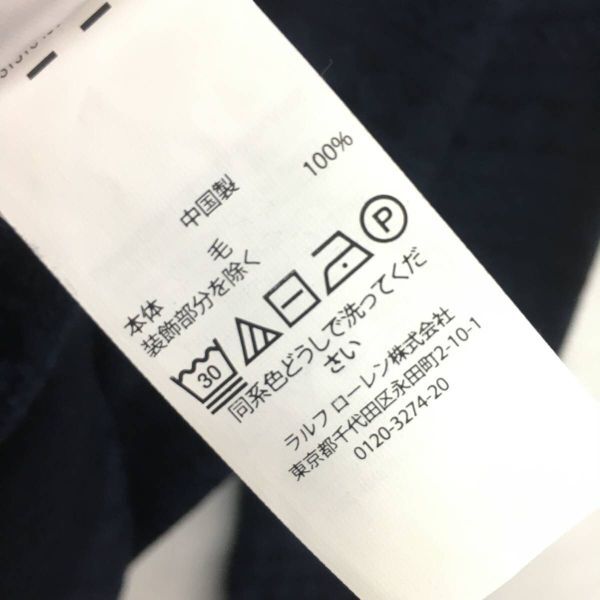 中国製
本体 毛 100%
装飾部分を除く
30
P
同系色どうしで洗ってくだ
さい
ラルフ ローレン株式会社
東京都千代田区永田町2-10-1
0120-3274-20